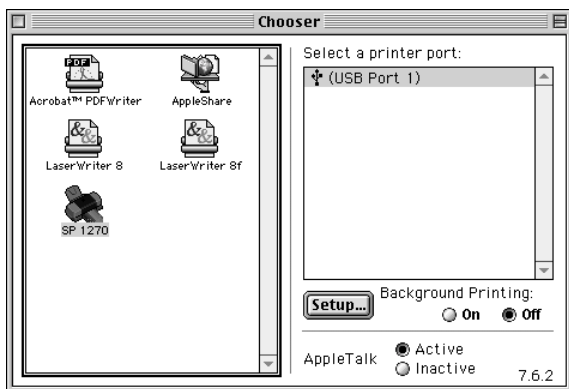 Chooser
PDF
Acrobat™ PDFWriter
AppleShare
LaserWriter 8
LaserWriter 8f
SP 1270
Select a printer port:
(USB Port 1)
Setup...
Background Printing:
On Off
AppleTalk
Active
Inactive
7.6.2